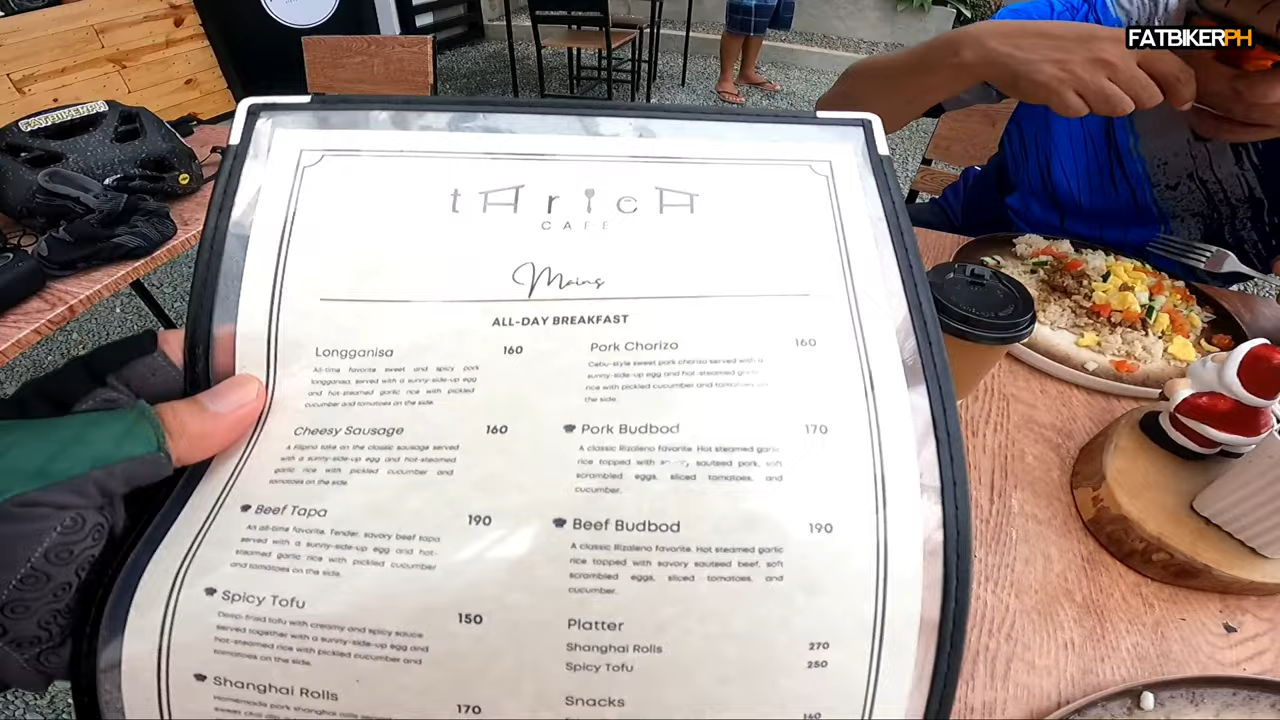 FATBIKERPH
FATBIKERPH
tAricA
CAFE
Mains
ALL-DAY BREAKFAST
Longganisa 160
All-time favorite sweet and spicy pork
longganisa, served with a sunny-side-up egg
and hot-steamed garlic rice with pickled
cucumber and tomatoes on the side.
Cheesy Sausage 160
A Filipino take on the classic sausage served
with a sunny-side-up egg and hot-steamed
garlic rice with pickled cucumber and
tomatoes on the side.
Beef Tapa 190
An all-time favorite. Tender, savory beef tapa
served with a sunny-side-up egg and hot-
steamed garlic rice with pickled cucumber
and tomatoes on the side.
Spicy Tofu 150
Deep-fried tofu with creamy and spicy sauce
served together with a sunny-side-up egg and
hot-steamed rice with pickled cucumber and
tomatoes on the side.
Shanghai Rolls 170
Homemade pork shanghai rolls
Pork Chorizo 160
Cebu-style sweet pork chorizo served with a
sunny-side-up egg and hot-steamed garlic
rice with pickled cucumber and tomatoes on
the side.
Pork Budbod 170
A classic Rizaleno favorite. Hot steamed garlic
rice topped with sauteed pork, soft
scrambled eggs, sliced tomatoes, and
cucumber.
Beef Budbod 190
A classic Rizaleno favorite. Hot steamed garlic
rice topped with savory sauteed beef, soft
scrambled eggs, sliced tomatoes, and
cucumber.
Platter
Shanghai Rolls 270
Spicy Tofu 250
Snacks
160